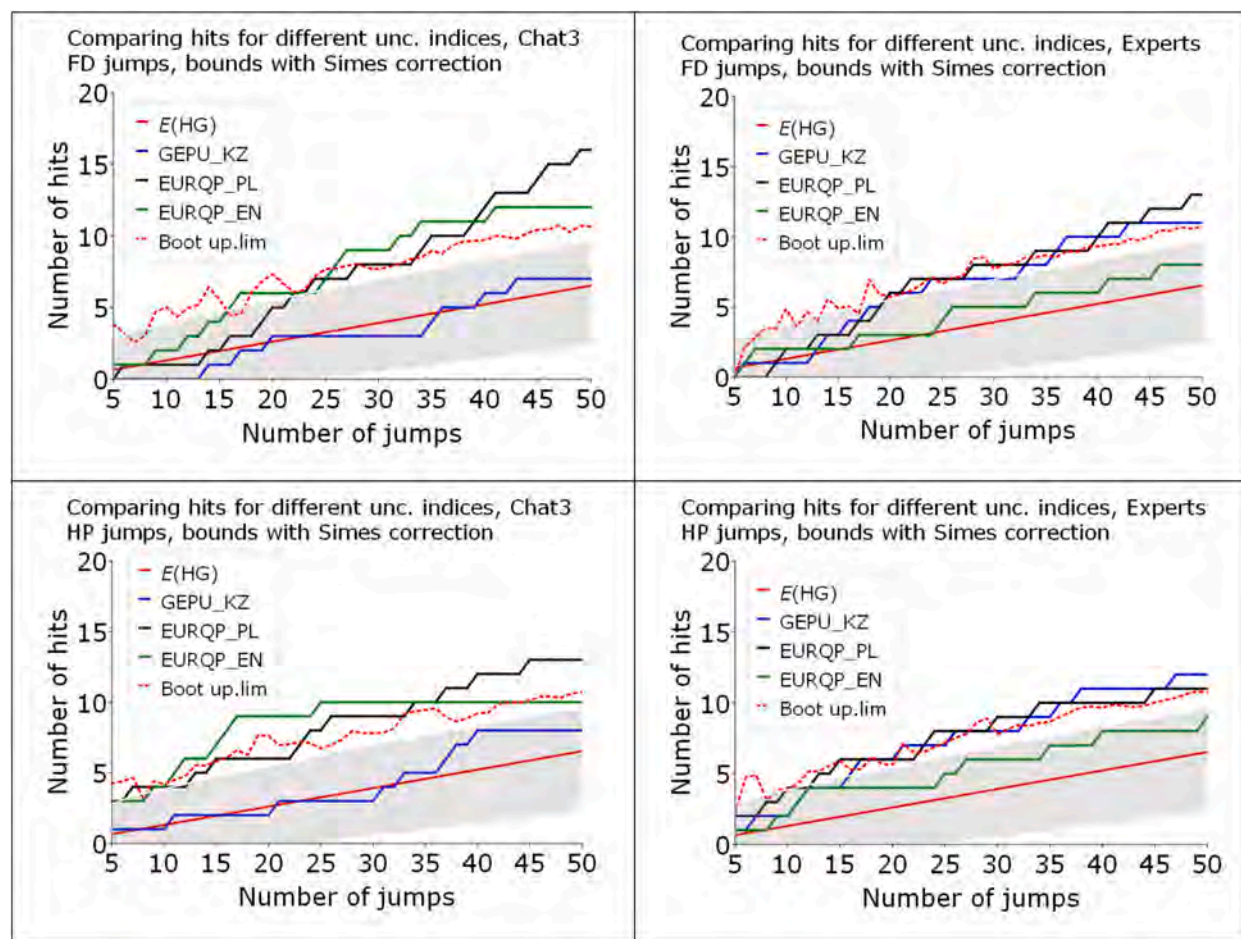 Comparing hits for different unc. indices, Chat3
FD jumps, bounds with Simes correction
20
15
10
5
0
Number of hits
E(HG)
GEPU_KZ
EURQP_PL
EURQP_EN
Boot up.lim
5 10 15 20 25 30 35 40 45 50
Number of jumps
Comparing hits for different unc. indices, Experts
FD jumps, bounds with Simes correction
20
15
10
5
0
Number of hits
E(HG)
GEPU_KZ
EURQP_PL
EURQP_EN
Boot up.lim
5 10 15 20 25 30 35 40 45 50
Number of jumps
Comparing hits for different unc. indices, Chat3
HP jumps, bounds with Simes correction
20
15
10
5
0
Number of hits
E(HG)
GEPU_KZ
EURQP_PL
EURQP_EN
Boot up.lim
5 10 15 20 25 30 35 40 45 50
Number of jumps
Comparing hits for different unc. indices, Experts
HP jumps, bounds with Simes correction
20
15
10
5
0
Number of hits
E(HG)
GEPU_KZ
EURQP_PL
EURQP_EN
Boot up.lim
5 10 15 20 25 30 35 40 45 50
Number of jumps